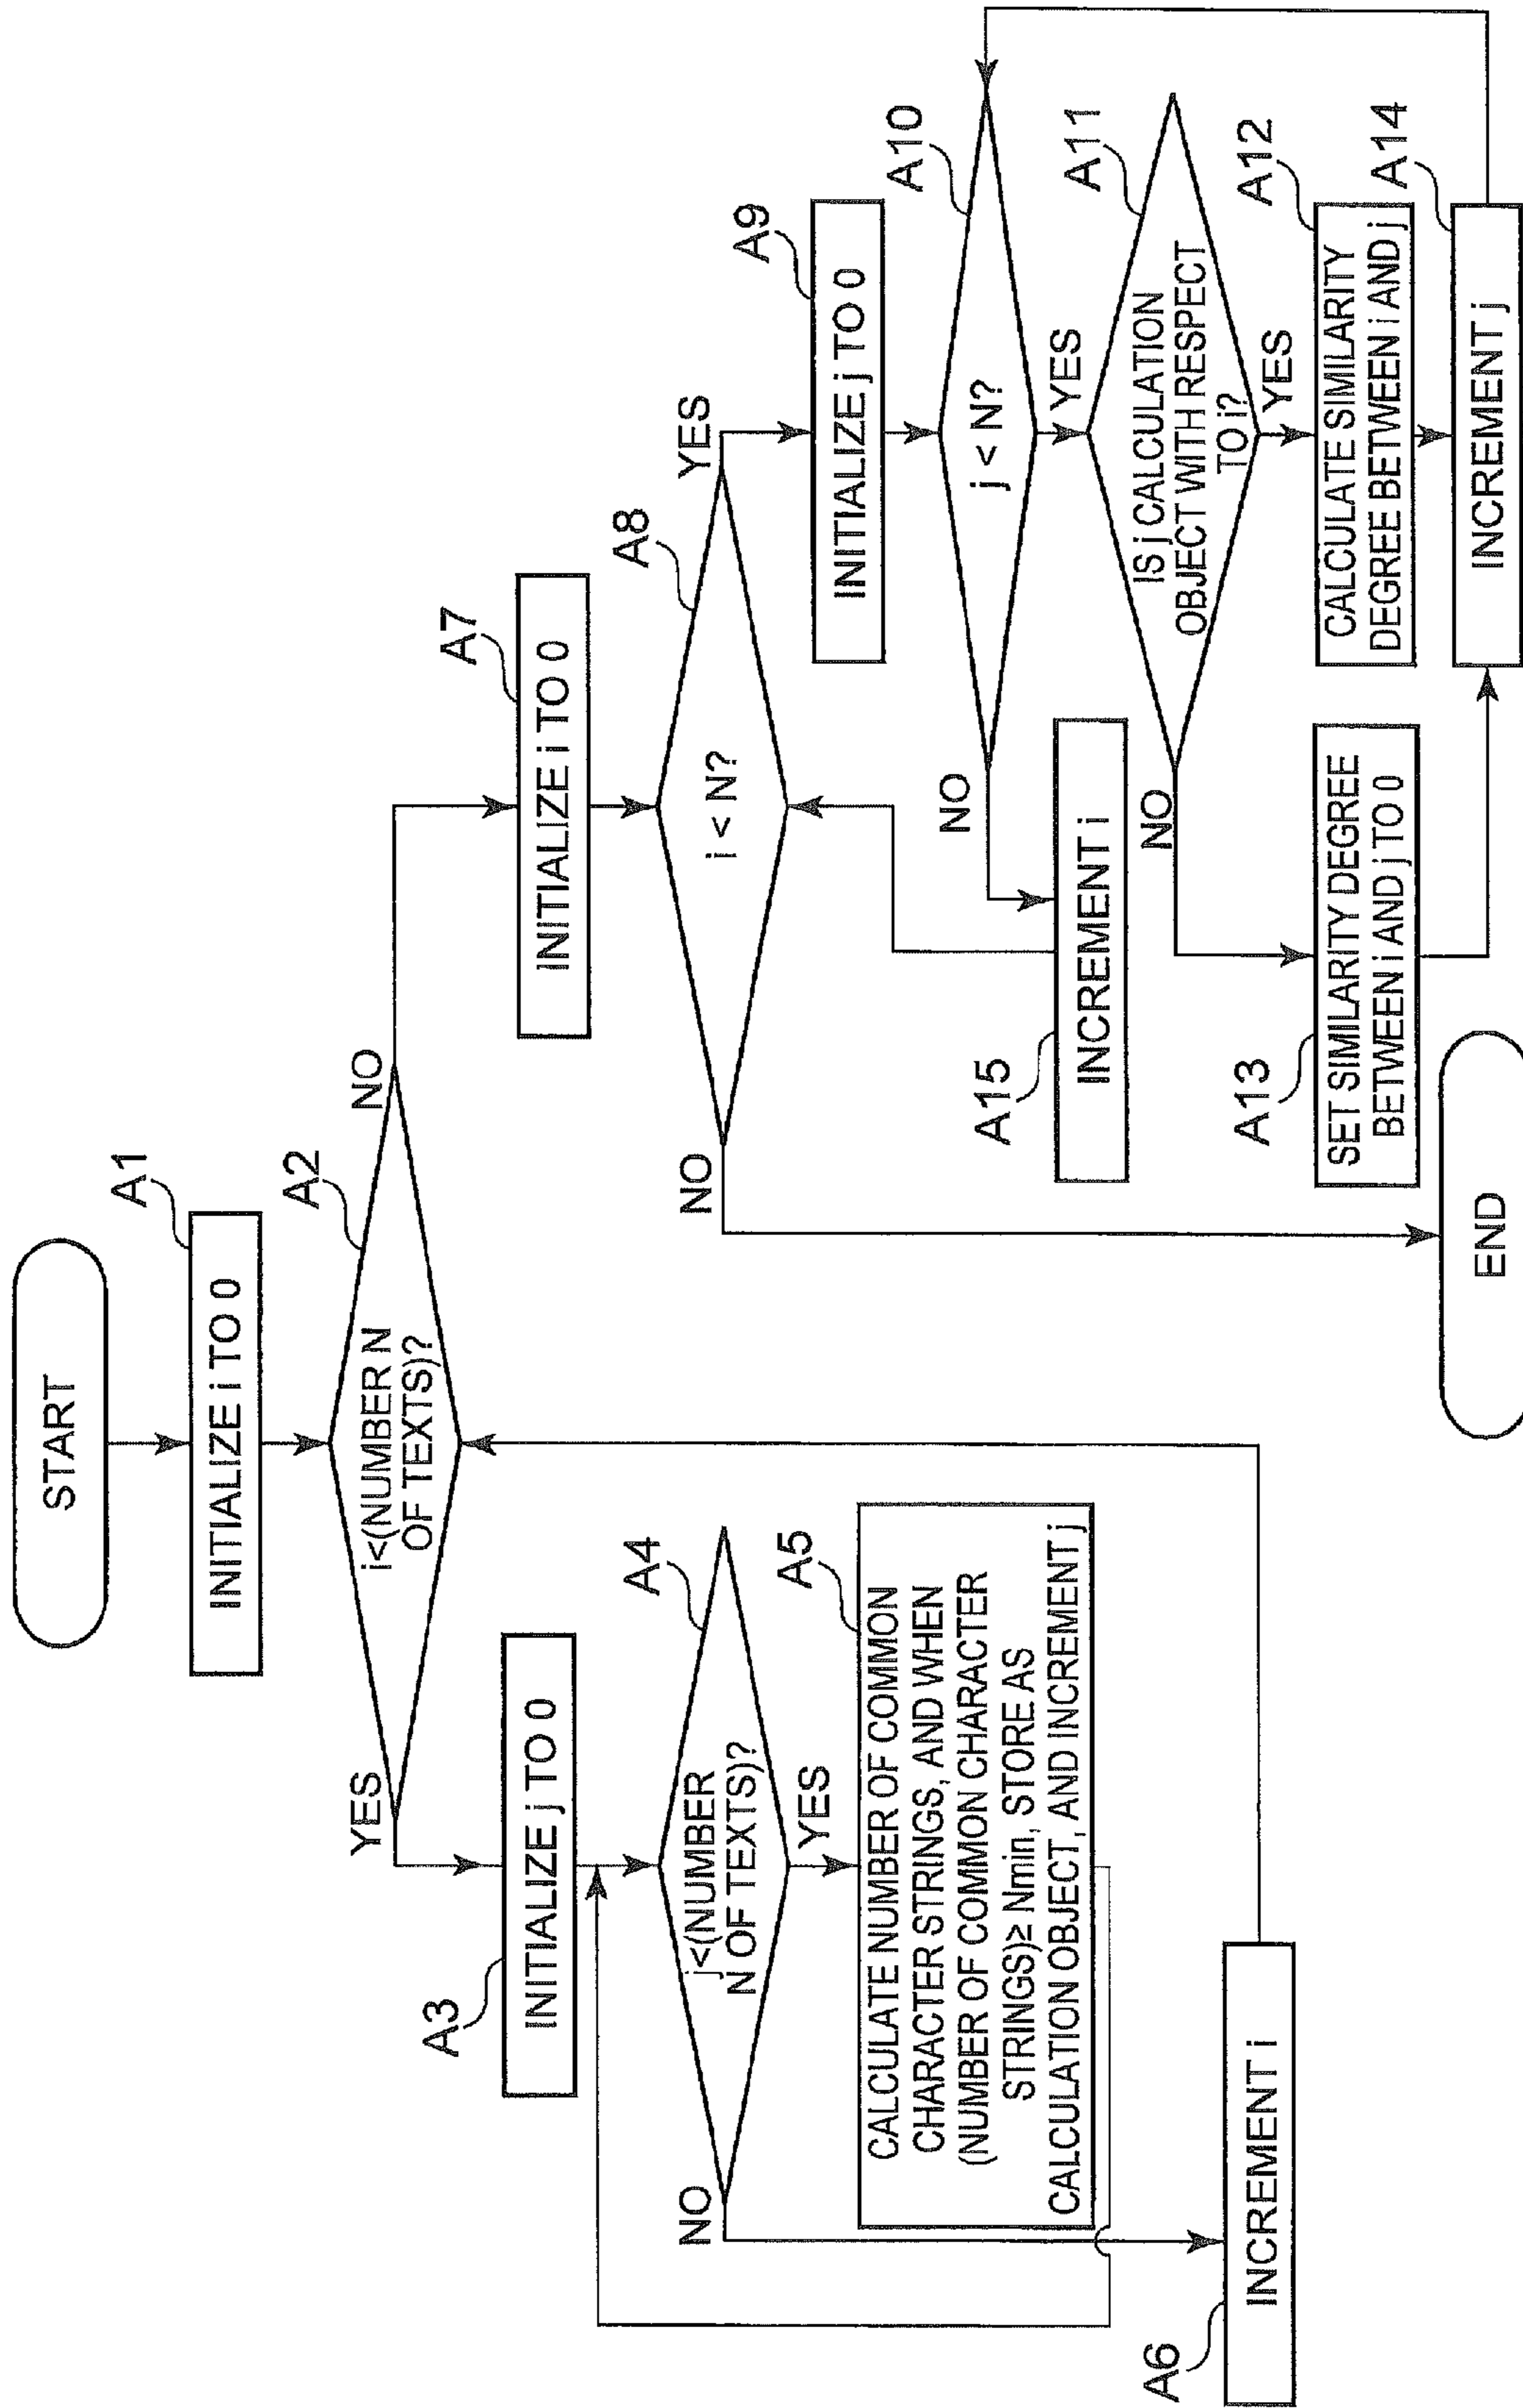 START
A1
INITIALIZE i TO 0
A2
i<(NUMBER N
OF TEXTS)?
YES
NO
A3
INITIALIZE j TO 0
A4
j<(NUMBER
N OF TEXTS)?
NO
YES
A5
CALCULATE NUMBER OF COMMON
CHARACTER STRINGS, AND WHEN
(NUMBER OF COMMON CHARACTER
STRINGS)≥ Nmin, STORE AS
CALCULATION OBJECT, AND INCREMENT j
A6
INCREMENT i
A7
INITIALIZE i TO 0
A8
i < N?
NO
YES
A9
INITIALIZE j TO 0
A10
j < N?
NO
YES
A15
INCREMENT i
A11
IS j CALCULATION
OBJECT WITH RESPECT
TO i?
NO
YES
A13
SET SIMILARITY DEGREE
BETWEEN i AND j TO 0
A12
CALCULATE SIMILARITY
DEGREE BETWEEN i AND j
A14
INCREMENT j
END